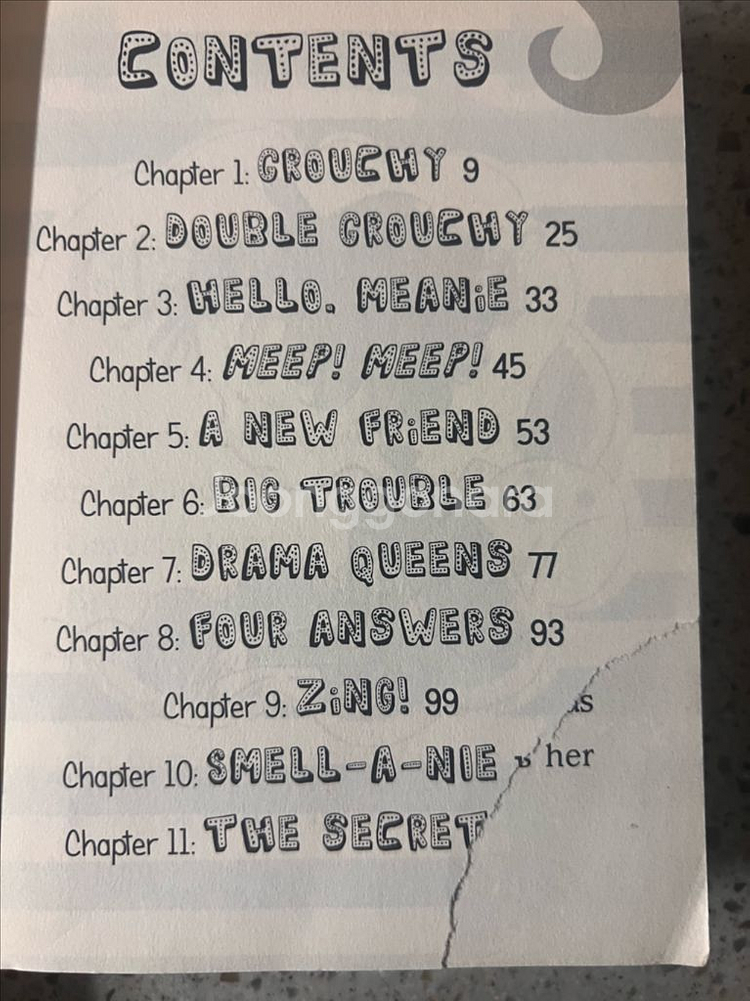 CONTENTS
Chapter 1: GROUCHY 9
Chapter 2: DOUBLE GROUCHY 25
Chapter 3: HELLO, MEANiE 33
Chapter 4: MEEP! MEEP! 45
Chapter 5: A NEW FRiEND 53
Chapter 6: BIG TROUBLE 63
Chapter 7: DRAMA QUEENS 77
Chapter 8: FOUR ANSWERS 93
Chapter 9: ZiNG! 99
Chapter 10: SMELL-A-NIE her
Chapter 11: THE SECRET